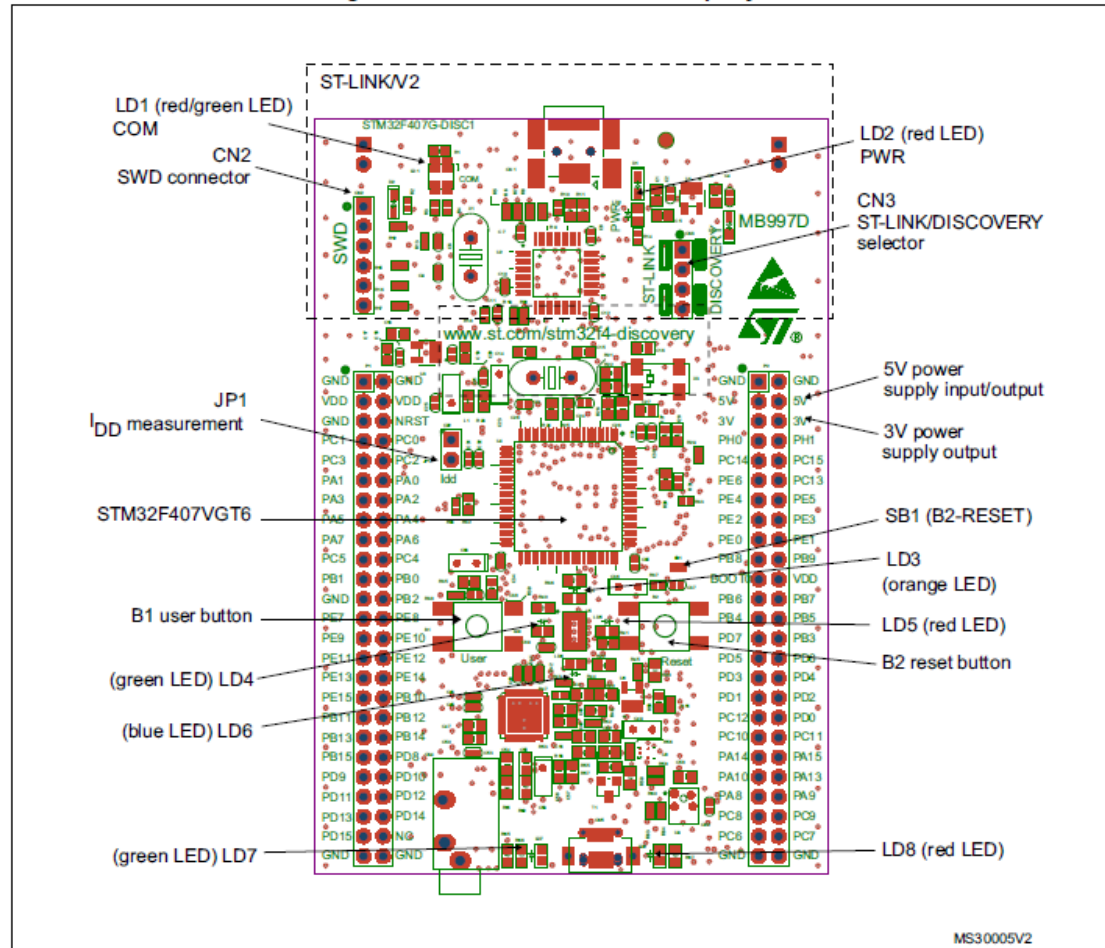 ST-LINK/V2
LD1 (red/green LED)
COM
CN2
SWD connector
LD2 (red LED)
PWR
CN3
ST-LINK/DISCOVERY
selector
STM32F407G-DISC1
COM
PWR
MB997D
SWD
ST-LINK
DISCOVERY
www.st.com/stm32f4-discovery
JP1
IDD measurement
Idd
STM32F407VGT6
B1 user button
User
(green LED) LD4
(blue LED) LD6
(green LED) LD7
5V power
supply input/output
3V power
supply output
SB1 (B2-RESET)
LD3
(orange LED)
LD5 (red LED)
Reset
B2 reset button
LD8 (red LED)
GND GND
VDD VDD
GND NRST
PC1 PC0
PC3 PC2
PA1 PA0
PA3 PA2
PA5 PA4
PA7 PA6
PC5 PC4
PB1 PB0
GND PB2
PE7 PE8
PE9 PE10
PE11 PE12
PE13 PE14
PE15 PB10
PB11 PB12
PB13 PB14
PB15 PD8
PD9 PD10
PD11 PD12
PD13 PD14
PD15 NC
GND GND
GND GND
5V 5V
3V 3V
PH0 PH1
PC14 PC15
PE6 PC13
PE4 PE5
PE2 PE3
PE0 PE1
PB8 PB9
BOOT0 VDD
PB6 PB7
PB4 PB5
PD7 PB3
PD5 PD6
PD3 PD4
PD1 PD2
PC12 PD0
PC10 PC11
PA14 PA15
PA10 PA13
PA8 PA9
PC8 PC9
PC6 PC7
GND GND
MS30005V2